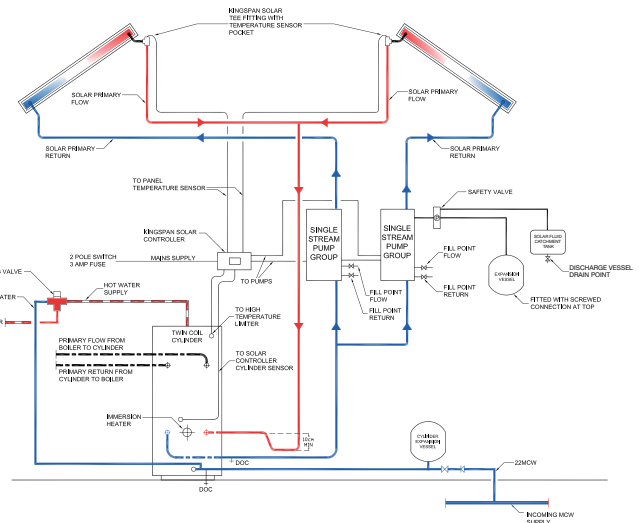 KINGSPAN SOLAR
TEE FITTING WITH
TEMPERATURE SENSOR
POCKET
SOLAR PRIMARY
FLOW
SOLAR PRIMARY
FLOW
SOLAR PRIMARY
RETURN
SOLAR PRIMARY
RETURN
TO PANEL
TEMPERATURE SENSOR
SAFETY VALVE
KINGSPAN SOLAR
CONTROLLER
SINGLE
STREAM
PUMP
GROUP
SINGLE
STREAM
PUMP
GROUP
SOLAR FLUED
CATCHMENT
TANK
2 POLE SWITCH
3 AMP FUSE
MAINS SUPPLY
TO PUMPS
FILL POINT
FLOW
FILL POINT
RETURN
FILL POINT
FLOW
FILL POINT
RETURN
EXPANSION
VESSEL
DISCHARGE VESSEL
DRAIN POINT
FITTED WITH SCREWED
CONNECTION AT TOP
VALVE
HOT WATER
SUPPLY
TWIN COIL
CYLINDER
TO HIGH
TEMPERATURE
LIMITER
PRIMARY FLOW FROM
BOILER TO CYLINDER
PRIMARY RETURN FROM
CYLINDER TO BOILER
TO SOLAR
CONTROLLER
CYLINDER SENSOR
IMMERSION
HEATER
10cm
MIN
CYLINDER
EXPANSION
VESSEL
DOC
22MCW
DOC
INCOMING MCW
SUPPLY